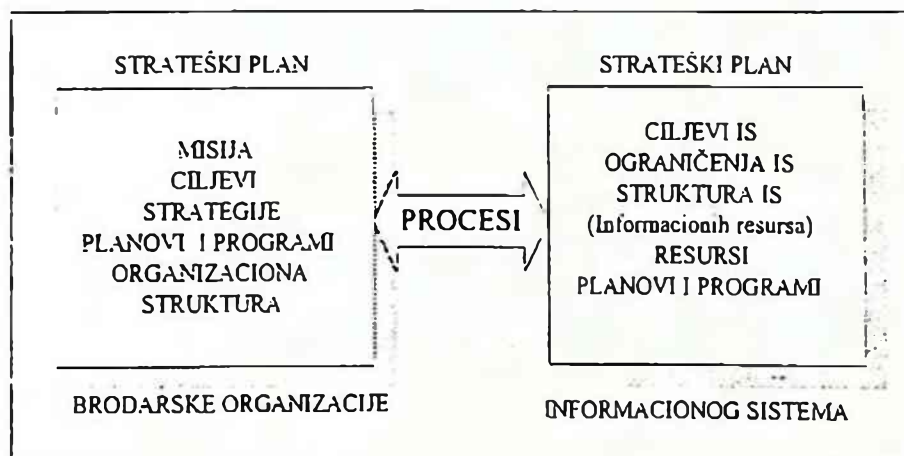 STRATEŠKI PLAN
MISIJA
CILJEVI
STRATEGIJE
PLANOVI I PROGRAMI
ORGANIZACIONA
STRUKTURA
BRODARSKE ORGANIZACIJE
PROCESI
STRATEŠKI PLAN
CILJEVI IS
OGRANIČENJA IS
STRUKTURA IS
(Informacionih resursa)
RESURSI
PLANOVI I PROGRAMI
INFORMACIONOG SISTEMA